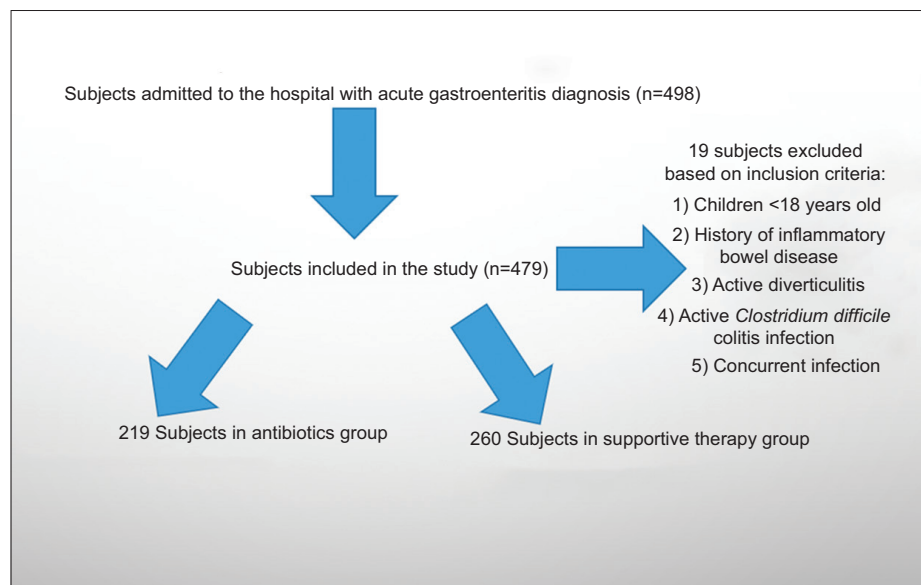 Subjects admitted to the hospital with acute gastroenteritis diagnosis (n=498)
19 subjects excluded
based on inclusion criteria:
1) Children <18 years old
2) History of inflammatory
bowel disease
3) Active diverticulitis
4) Active Clostridium difficile
colitis infection
5) Concurrent infection
Subjects included in the study (n=479)
219 Subjects in antibiotics group
260 Subjects in supportive therapy group